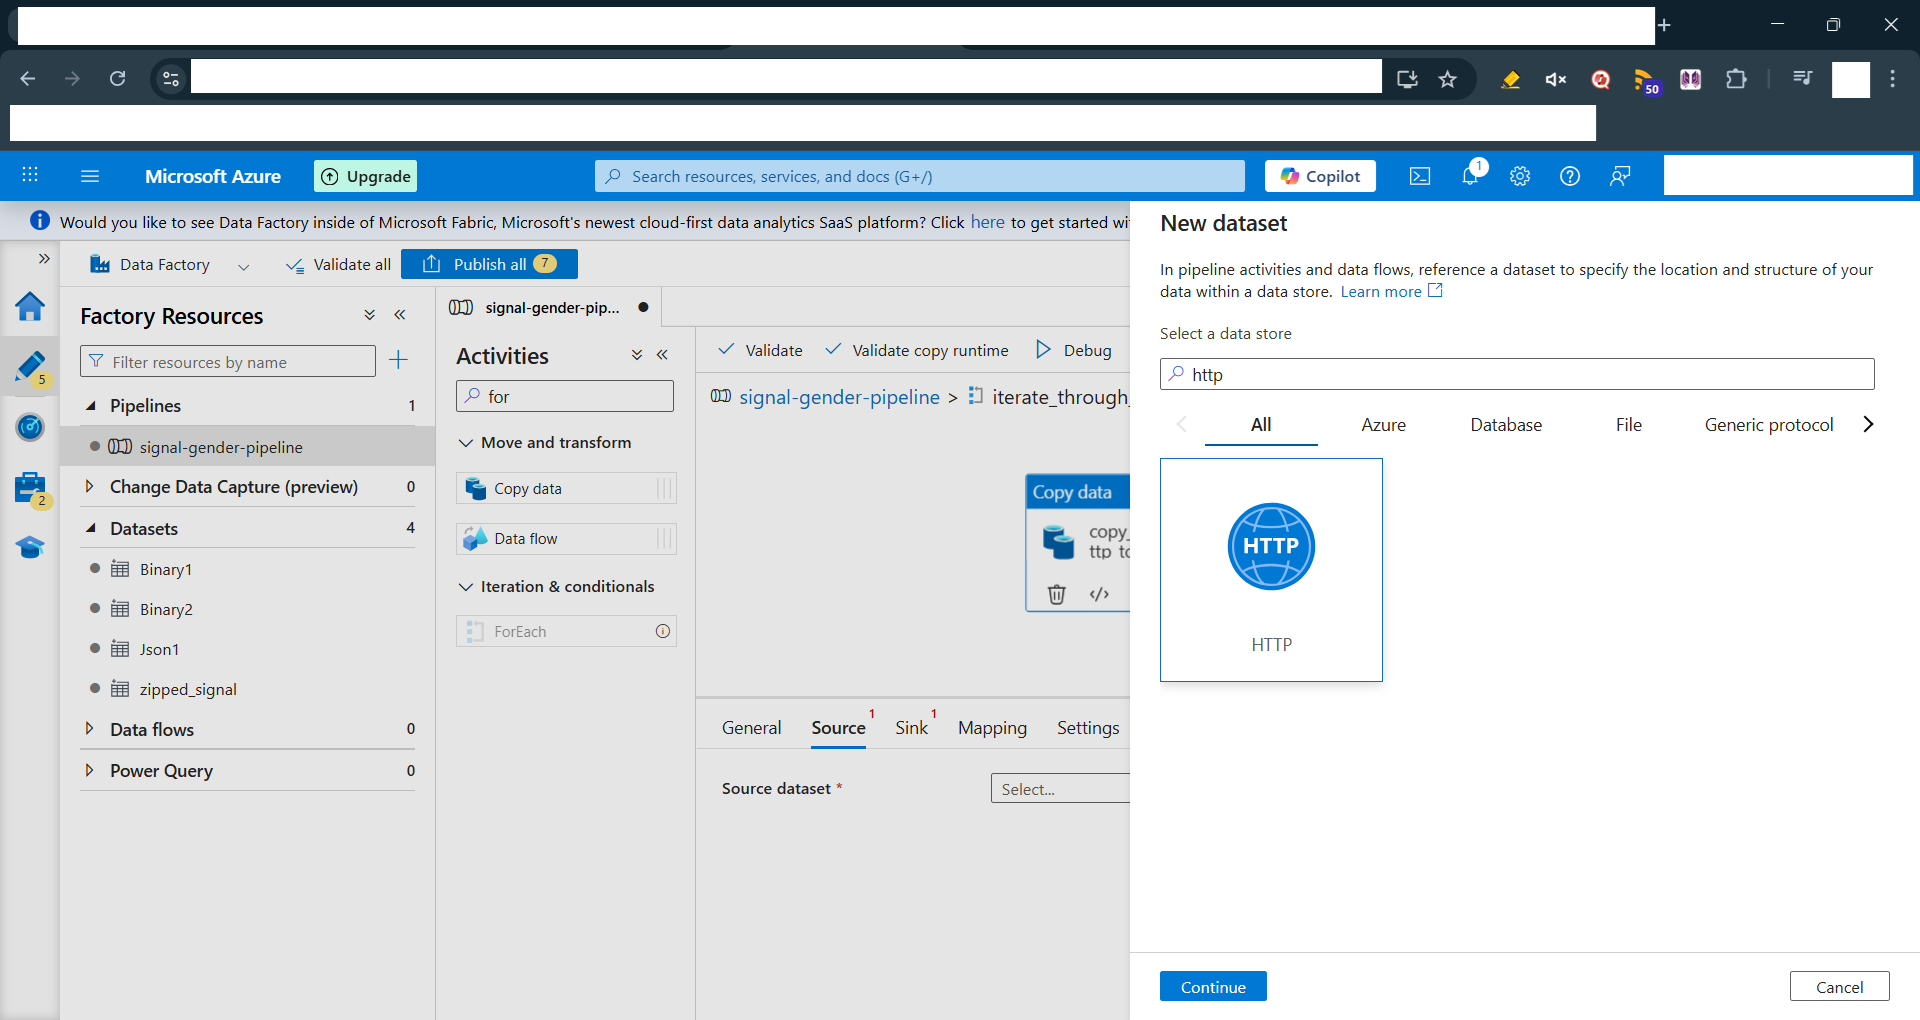 50
Microsoft Azure
Upgrade
Search resources, services, and docs (G+/)
Copilot
1
Would you like to see Data Factory inside of Microsoft Fabric, Microsoft's newest cloud-first data analytics SaaS platform? Click here to get started wi
Data Factory
Validate all
Publish all 7
5
2
Factory Resources
Filter resources by name
Pipelines 1
signal-gender-pipeline
Change Data Capture (preview) 0
Datasets 4
Binary1
Binary2
Json1
zipped_signal
Data flows 0
Power Query 0
signal-gender-pip...
Activities
for
Move and transform
Copy data
Data flow
Iteration & conditionals
ForEach
Validate
Validate copy runtime
Debug
signal-gender-pipeline > iterate_through_
Copy data
copy_
ttp_to
General
Source 1
Sink 1
Mapping
Settings
Source dataset *
Select...
New dataset
In pipeline activities and data flows, reference a dataset to specify the location and structure of your
data within a data store. Learn more
Select a data store
http
All
Azure
Database
File
Generic protocol
HTTP
HTTP
Continue
Cancel